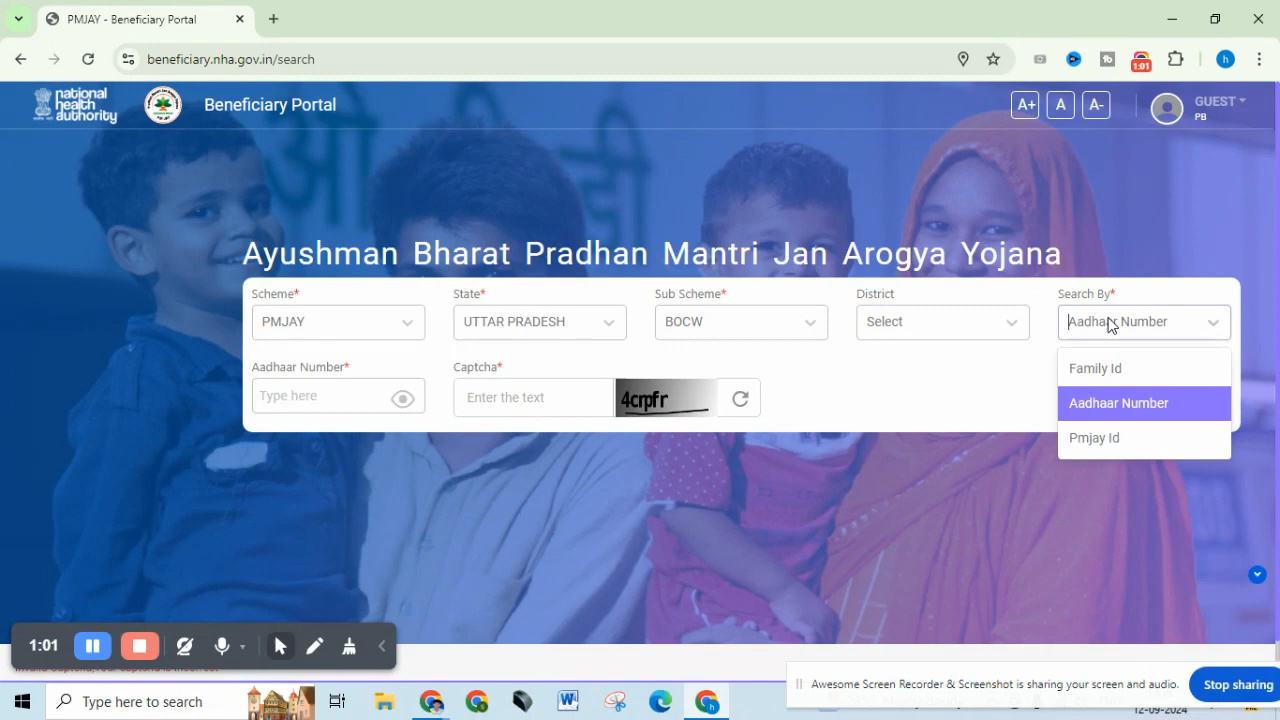 PMJAY - Beneficiary Portal
beneficiary.nha.gov.in/search
1:01
h
national
health
authority
Beneficiary Portal
A+ A A-
GUEST
PB
Ayushman Bharat Pradhan Mantri Jan Arogya Yojana
Scheme* State* Sub Scheme* District Search By*
PMJAY UTTAR PRADESH BOCW Select Aadhaar Number
Aadhaar Number* Captcha*
Type here Enter the text 4crpfr
Family Id
Aadhaar Number
Pmjay Id
1:01
Awesome Screen Recorder & Screenshot is sharing your screen and audio. Stop sharing
Type here to search
12-09-2024